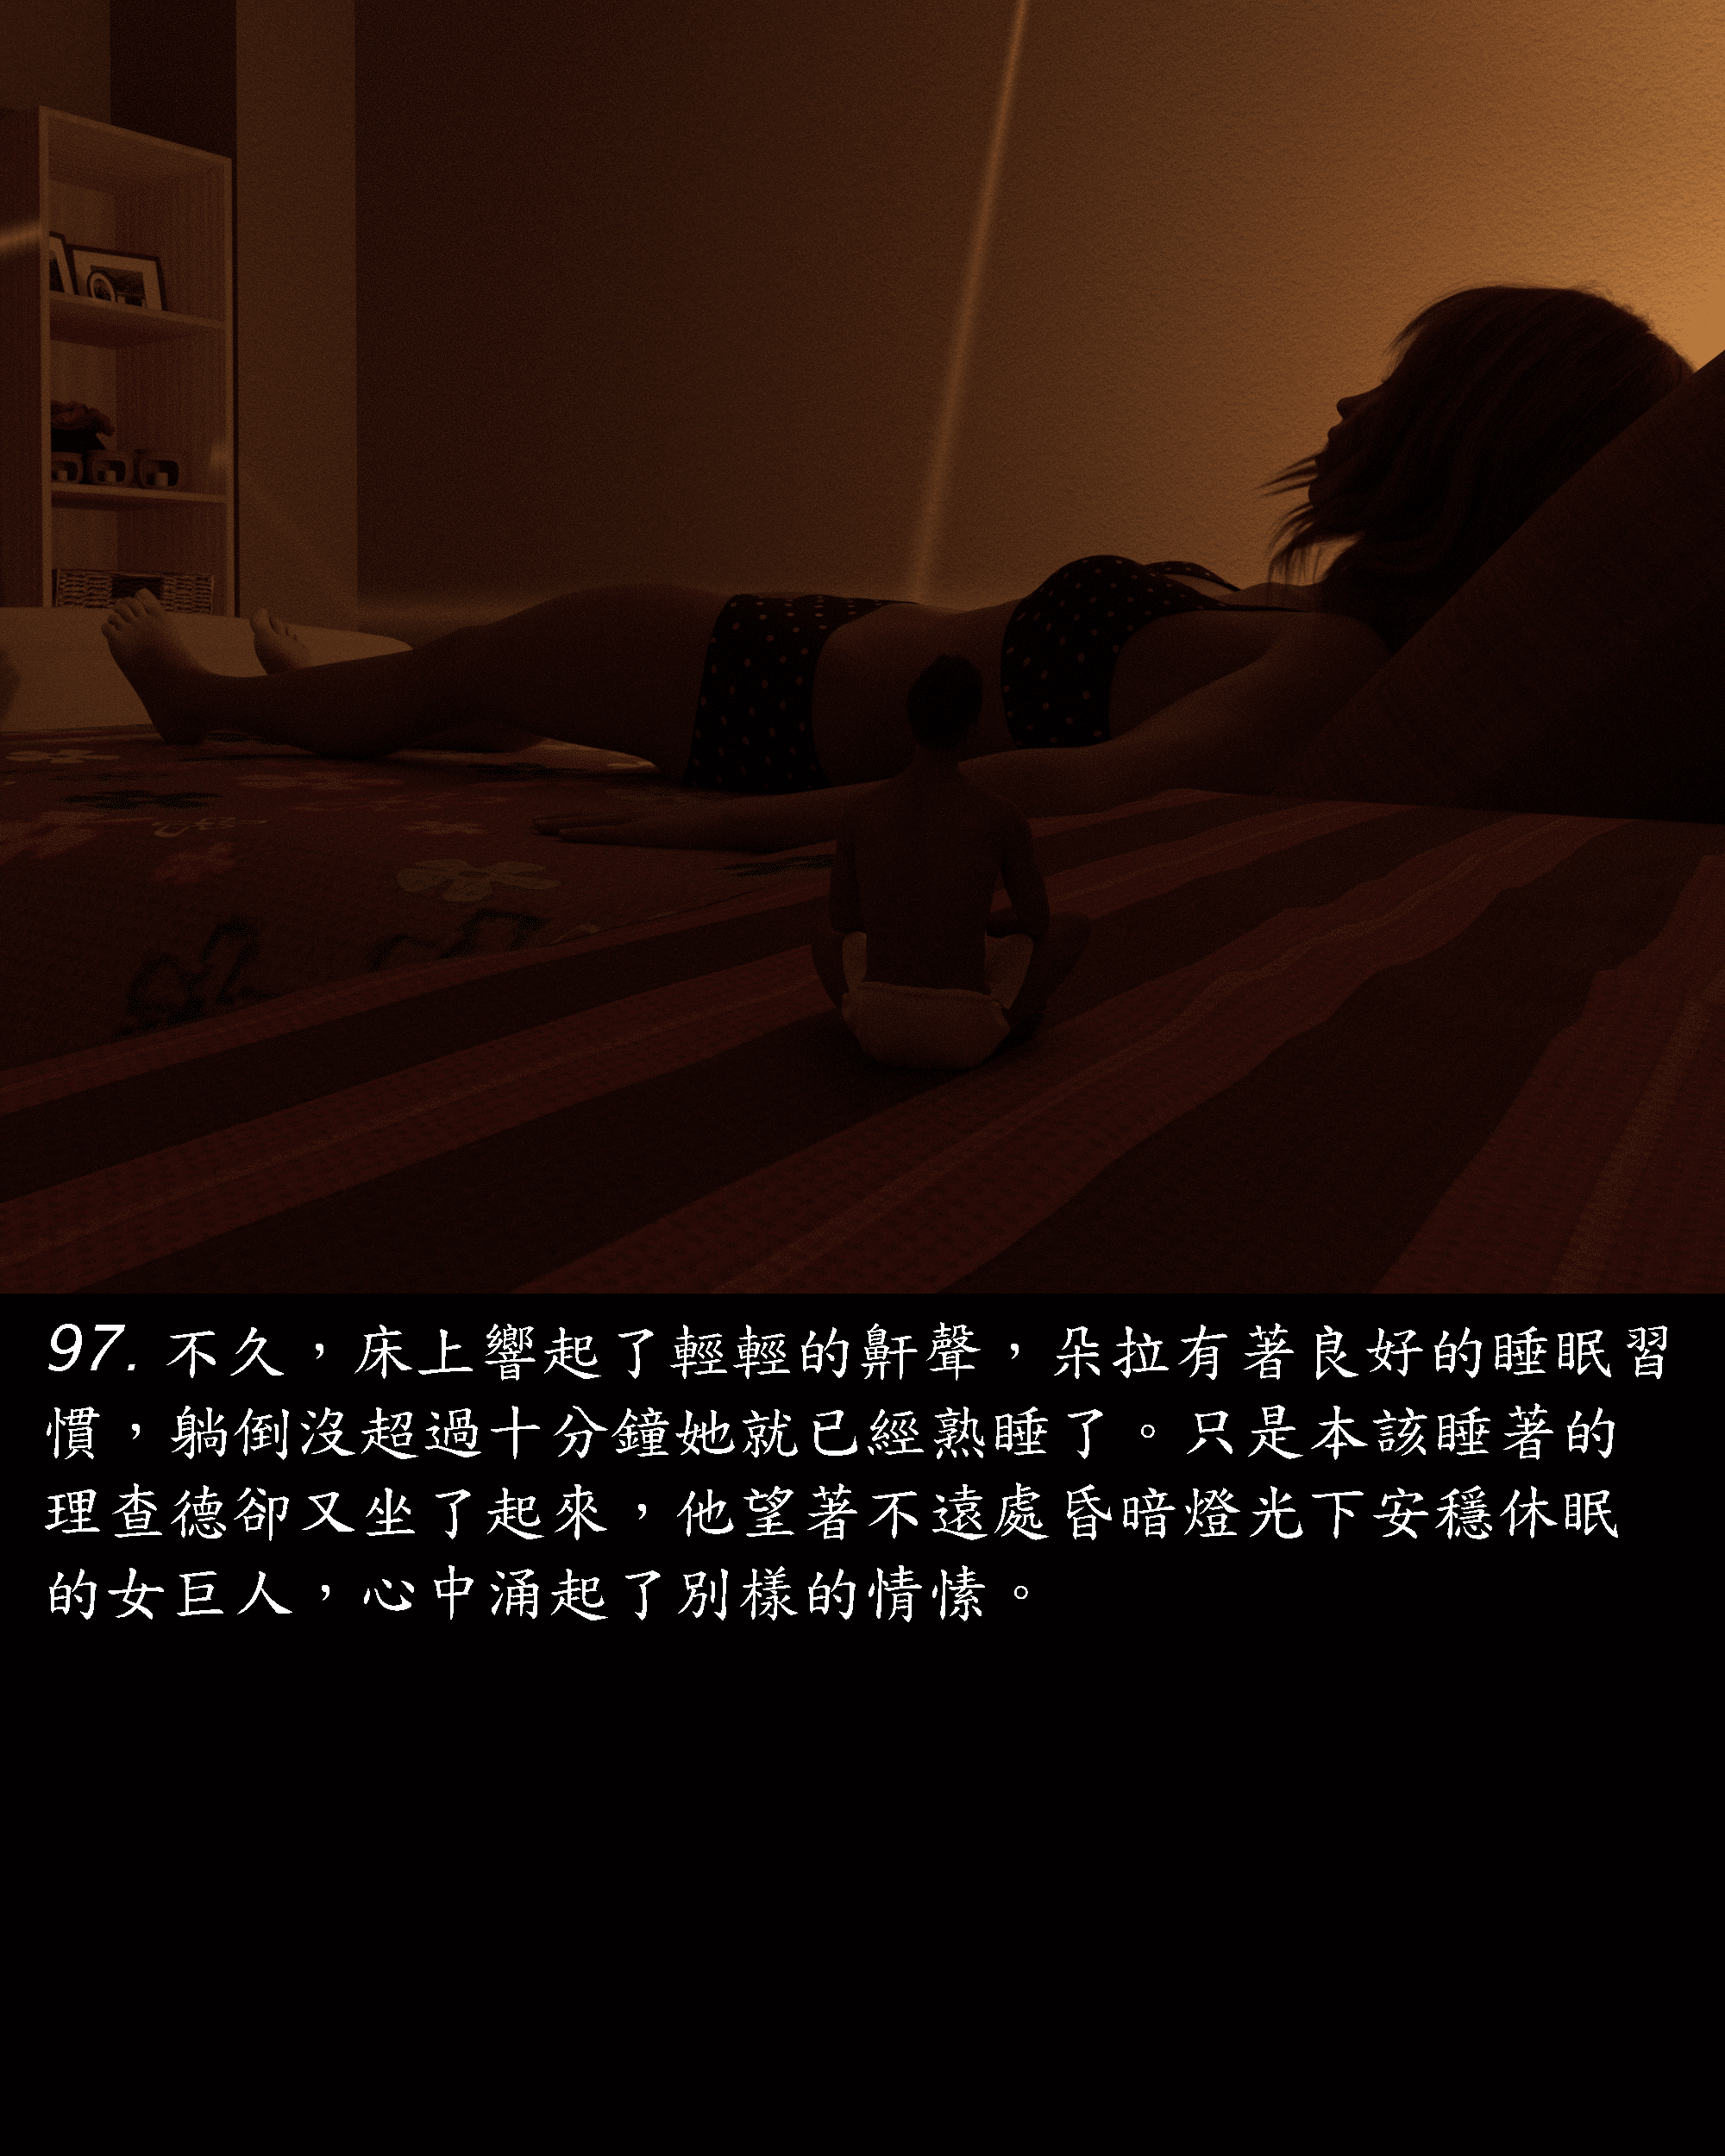 97. 不久，床上響起了輕輕的鼾聲，朵拉有著良好的睡眠習
慣，躺倒沒超過十分鐘她就已經熟睡了。只是本該睡著的
理查德卻又坐了起來，他望著不遠處昏暗燈光下安穩休眠
的女巨人，心中涌起了別樣的情愫。